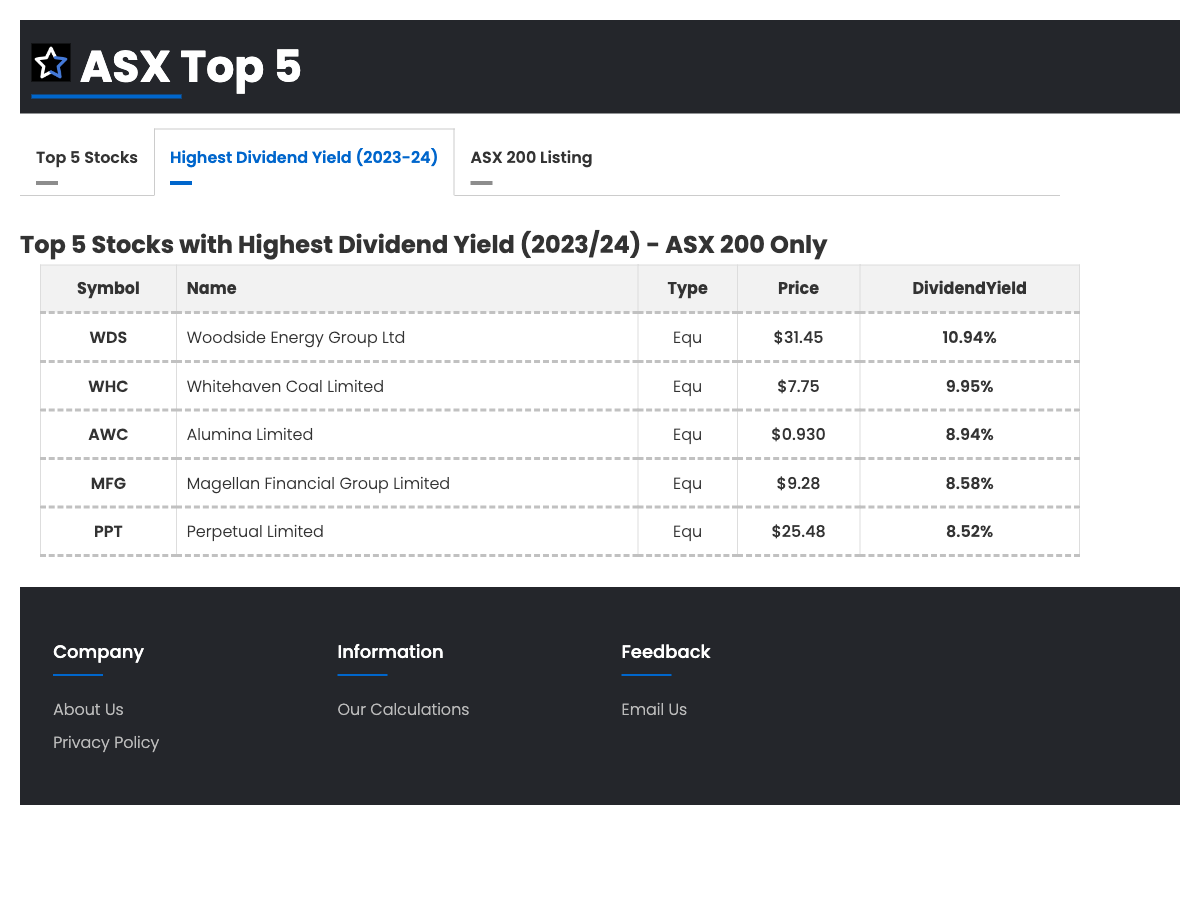 ASX Top 5
Top 5 Stocks Highest Dividend Yield (2023-24) ASX 200 Listing
Top 5 Stocks with Highest Dividend Yield (2023/24) - ASX 200 Only
Symbol Name Type Price DividendYield
WDS Woodside Energy Group Ltd Equ $31.45 10.94%
WHC Whitehaven Coal Limited Equ $7.75 9.95%
AWC Alumina Limited Equ $0.930 8.94%
MFG Magellan Financial Group Limited Equ $9.28 8.58%
PPT Perpetual Limited Equ $25.48 8.52%
Company Information Feedback
About Us Our Calculations Email Us
Privacy Policy